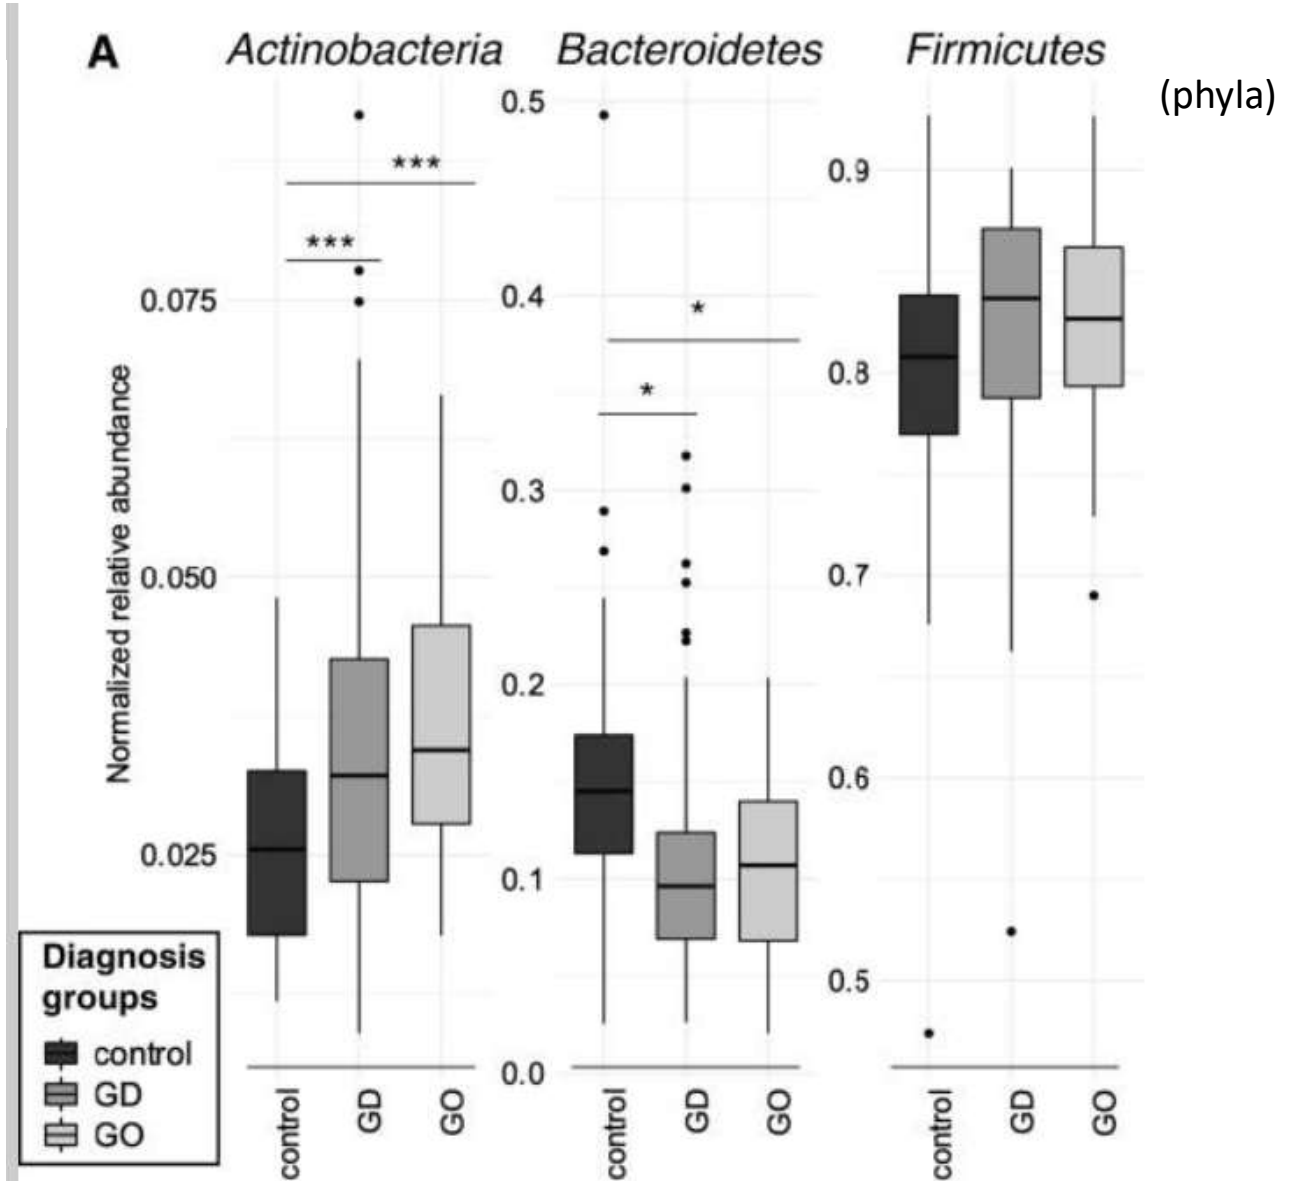 A
Actinobacteria
Bacteroidetes
Firmicutes
(phyla)
Normalized relative abundance
0.075
0.050
0.025
***
***
0.5
0.4
0.3
0.2
0.1
0.0
*
*
0.9
0.8
0.7
0.6
0.5
control
GD
GO
control
GD
GO
control
GD
GO
Diagnosis
groups
control
GD
GO